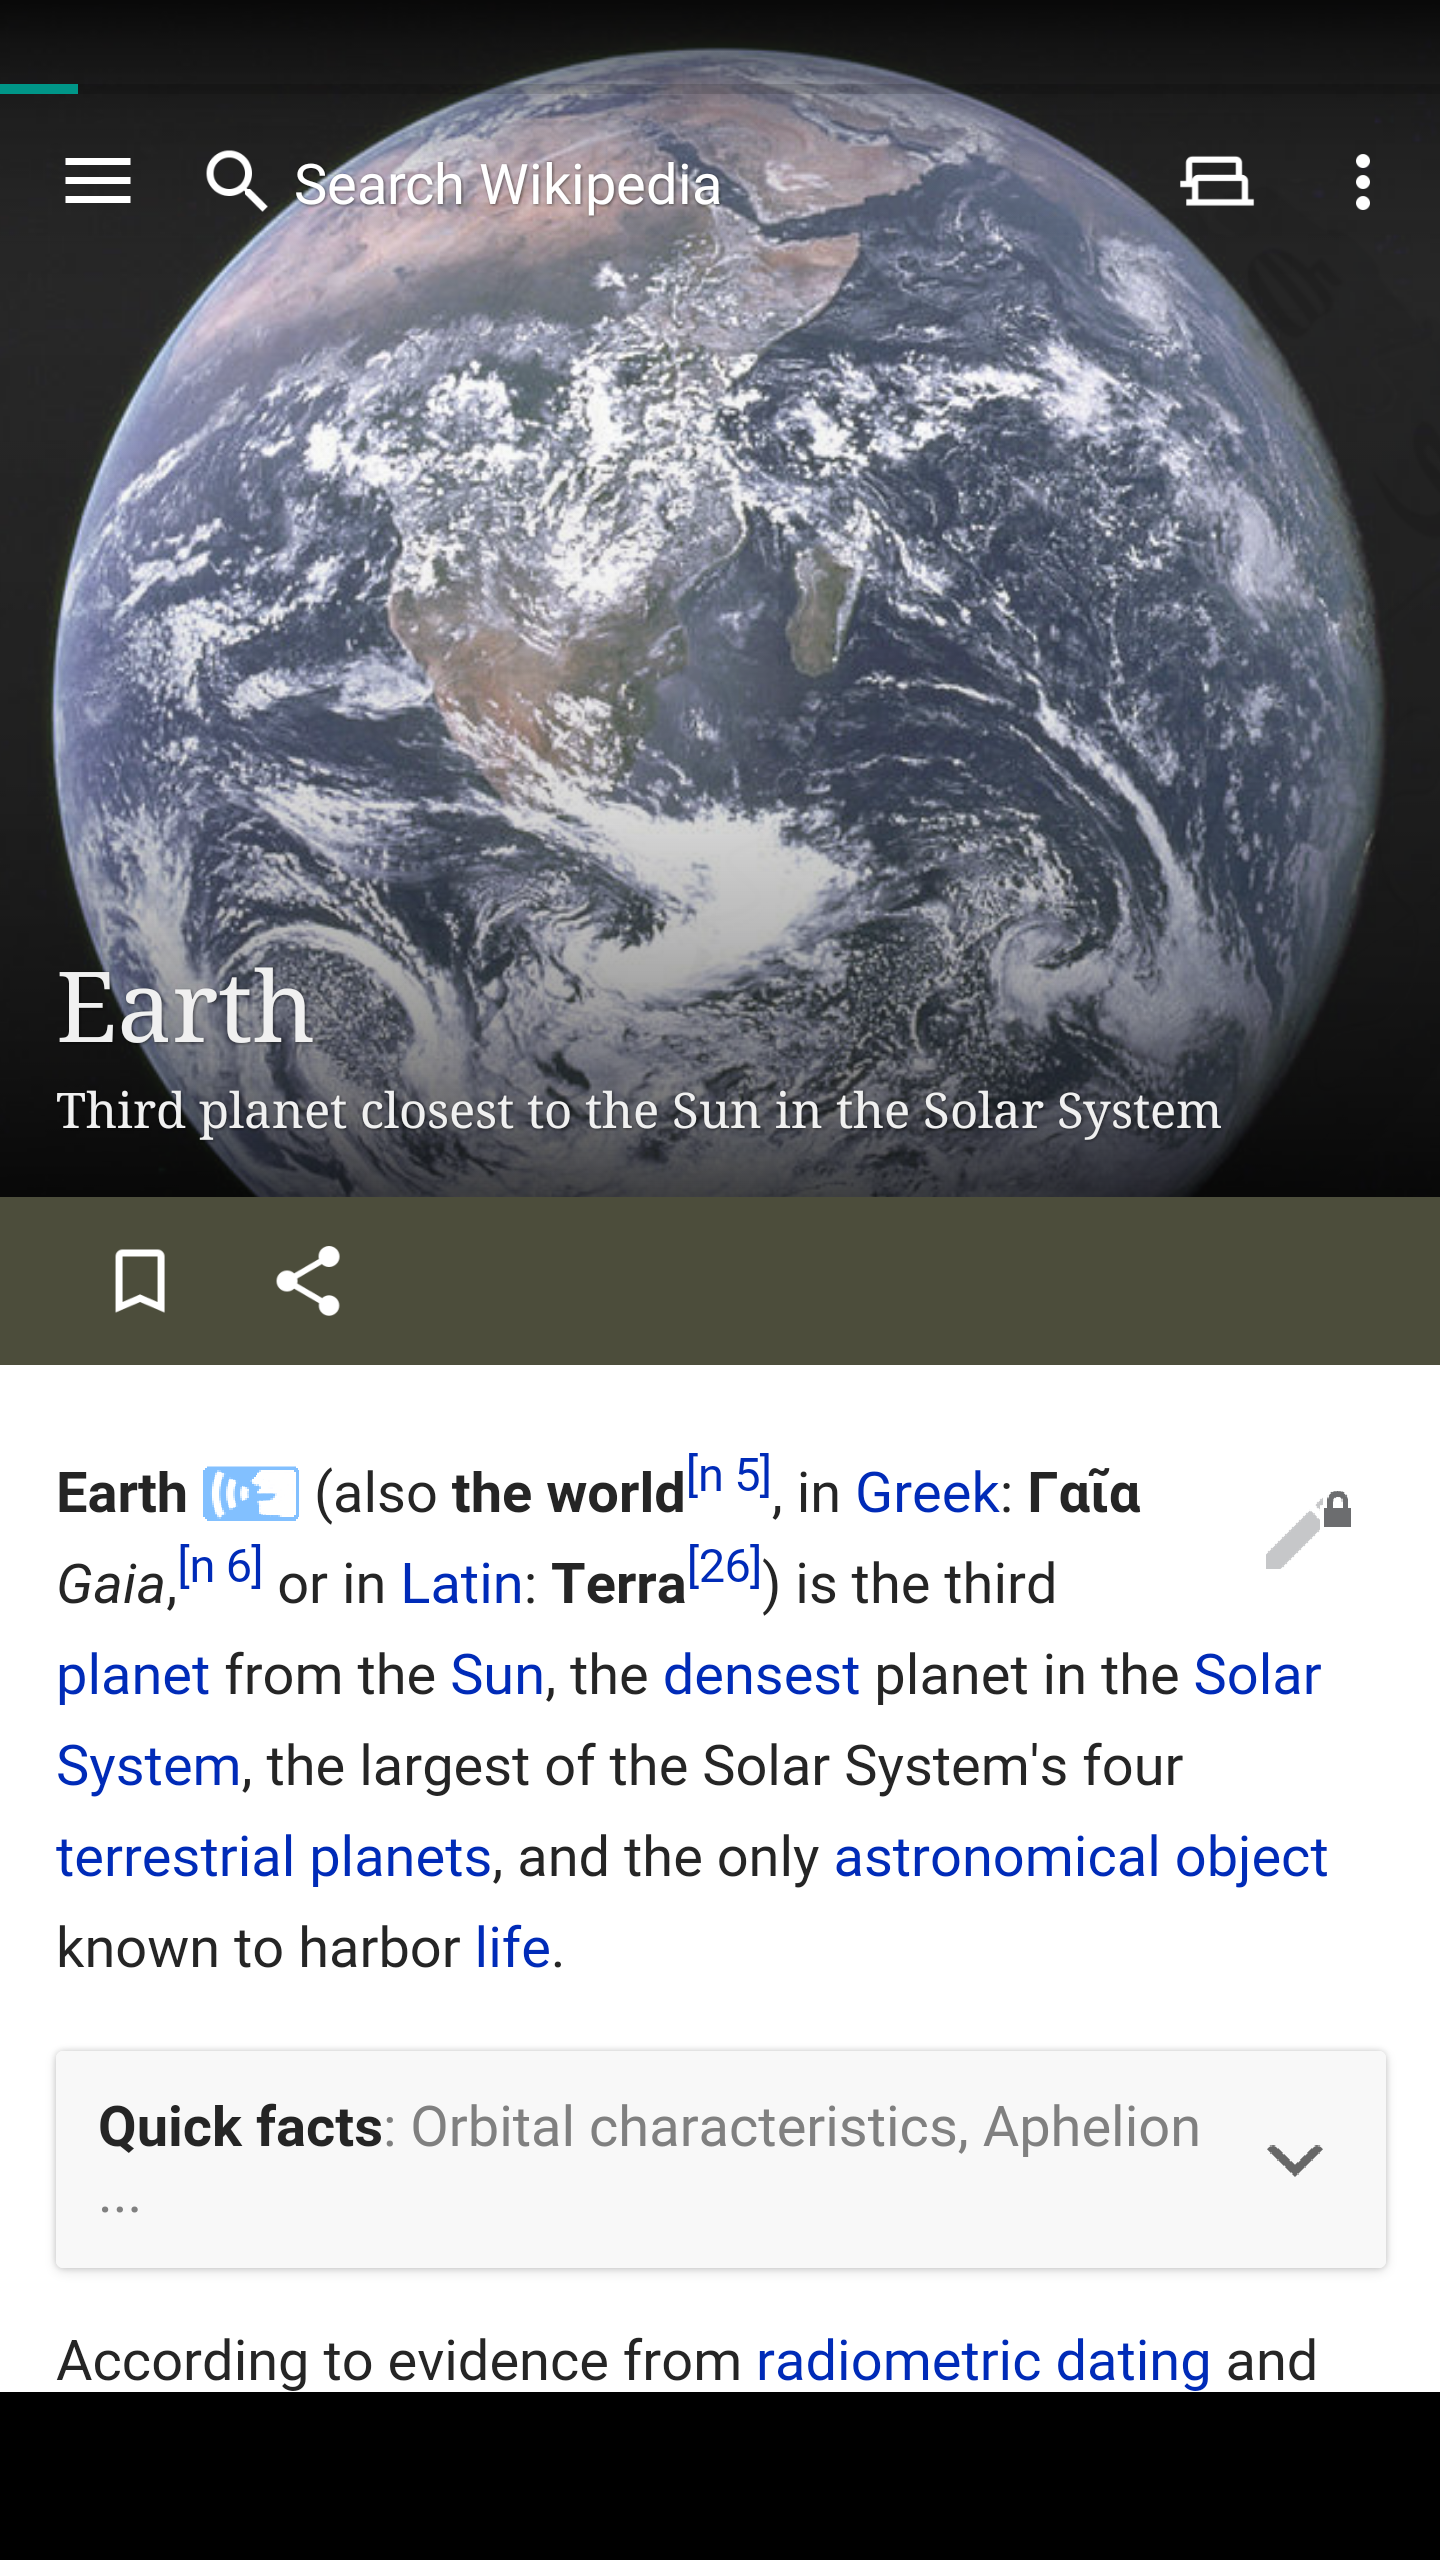 Search Wikipedia
Earth
Third planet closest to the Sun in the Solar System
Earth (also the world[n 5], in Greek: Γαῖα
Gaia,[n 6] or in Latin: Terra[26]) is the third
planet from the Sun, the densest planet in the Solar
System, the largest of the Solar System's four
terrestrial planets, and the only astronomical object
known to harbor life.
Quick facts: Orbital characteristics, Aphelion
...
According to evidence from radiometric dating and